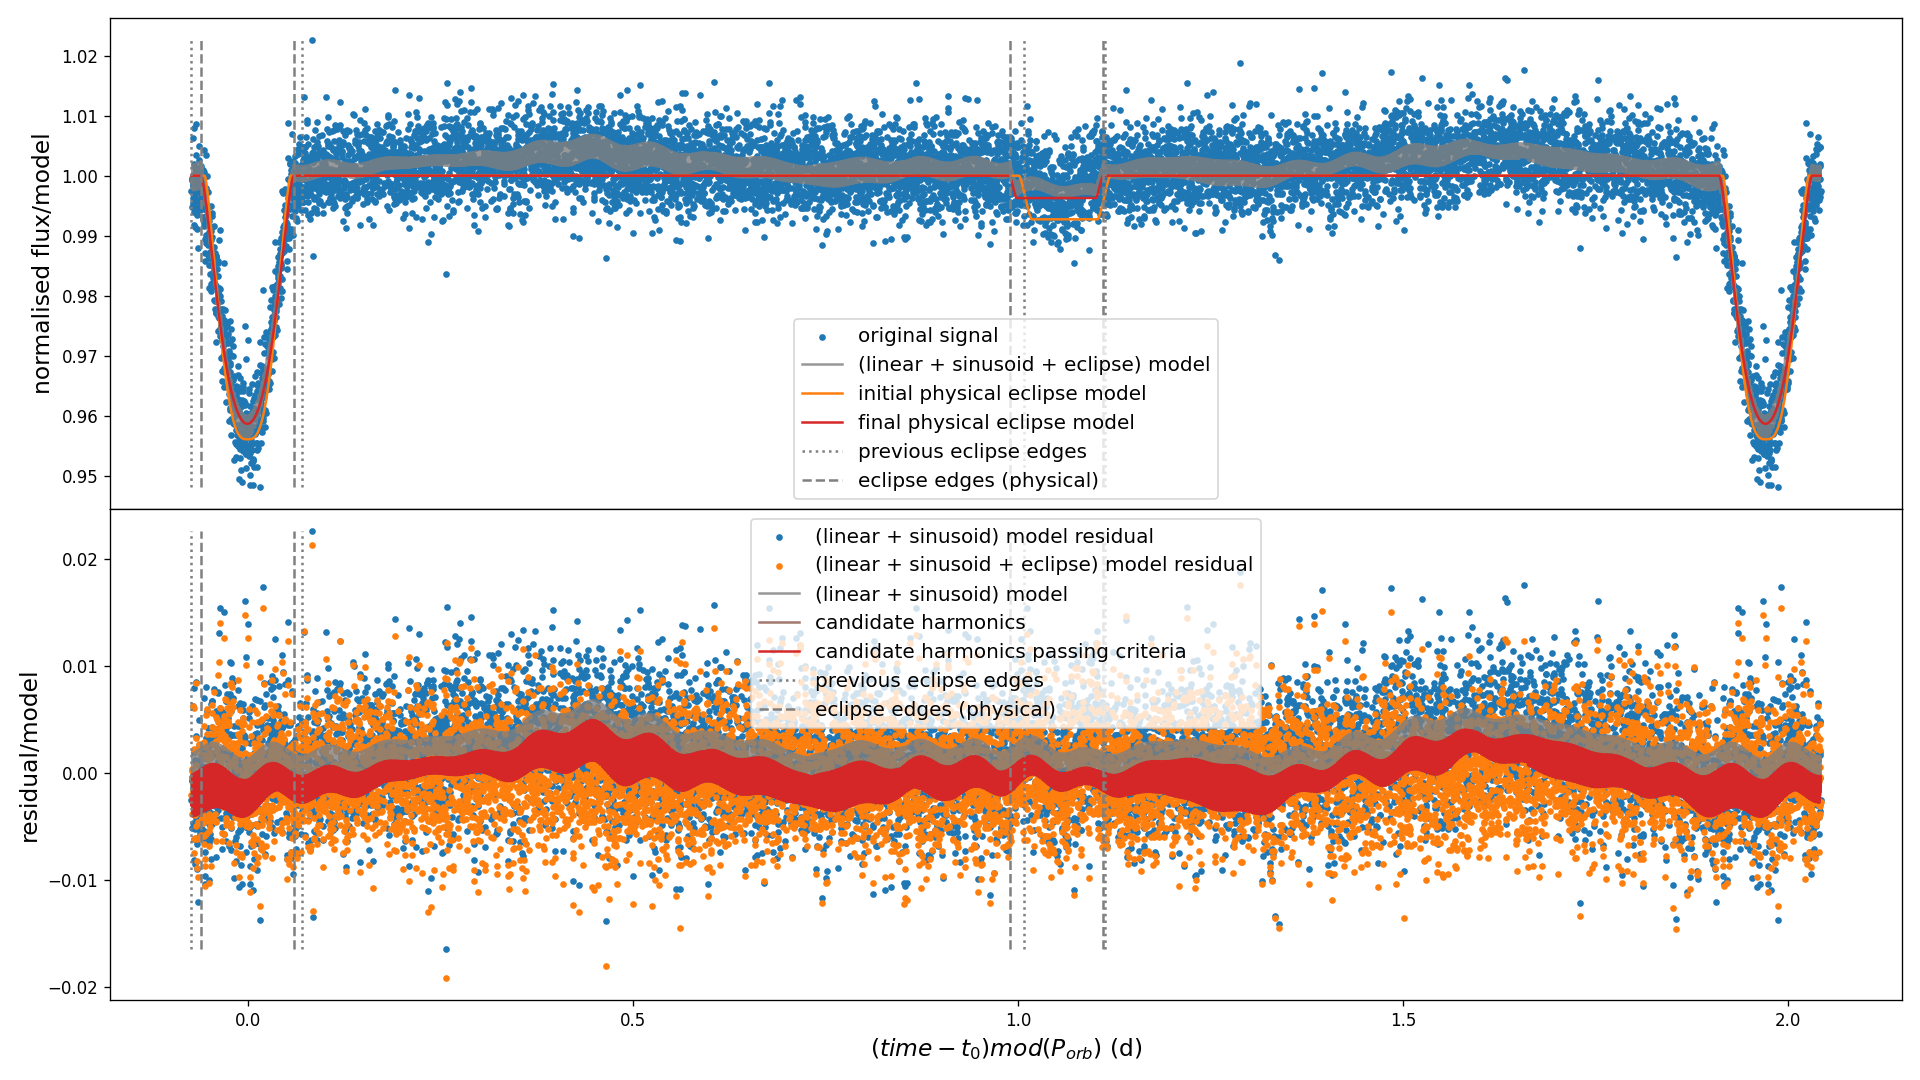 1.02
1.01
1.00
0.99
0.98
0.97
0.96
0.95
normalised flux/model
original signal
(linear + sinusoid + eclipse) model
initial physical eclipse model
final physical eclipse model
previous eclipse edges
eclipse edges (physical)
0.02
0.01
0.00
−0.01
−0.02
residual/model
(linear + sinusoid) model residual
(linear + sinusoid + eclipse) model residual
(linear + sinusoid) model
candidate harmonics
candidate harmonics passing criteria
previous eclipse edges
eclipse edges (physical)
0.0 0.5 1.0 1.5 2.0
(time − t₀)mod(P_orb) (d)